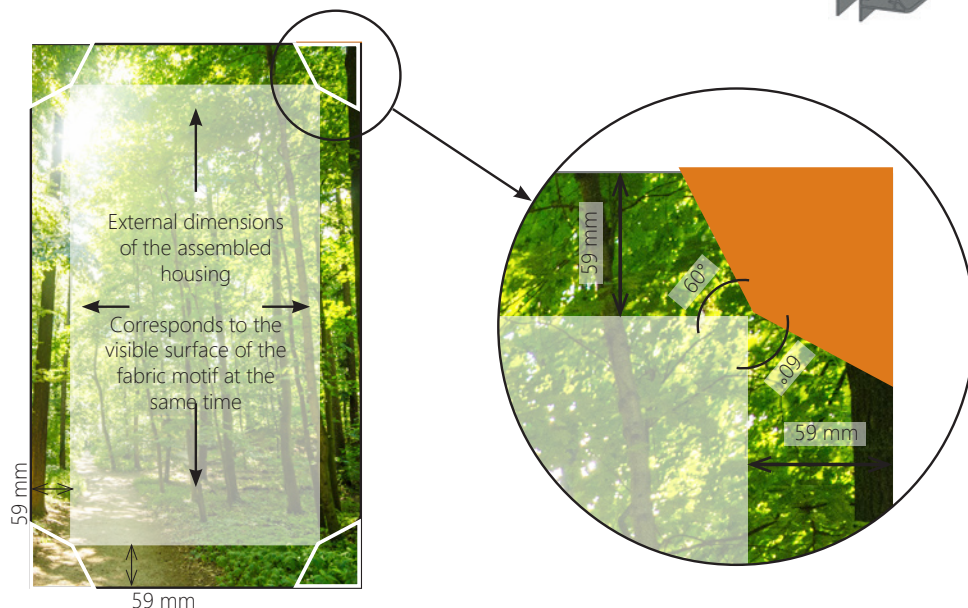 External dimensions
of the assembled
housing
Corresponds to the
visible surface of the
fabric motif at the
same time
59 mm
59 mm
59 mm
60°
60°
59 mm